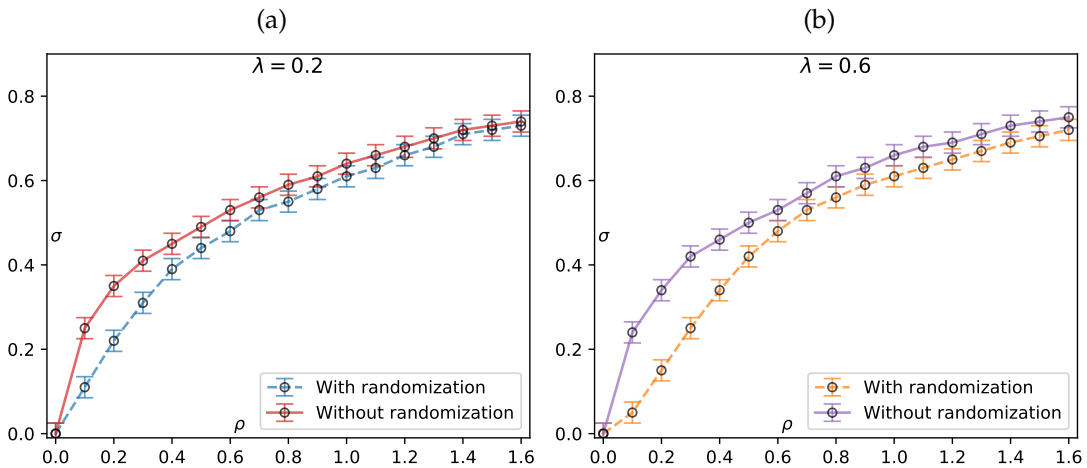 (a)
λ = 0.2
0.8
0.6
σ
0.4
0.2
0.0
ρ
With randomization
Without randomization
0.0 0.2 0.4 0.6 0.8 1.0 1.2 1.4 1.6
(b)
λ = 0.6
0.8
0.6
σ
0.4
0.2
0.0
ρ
With randomization
Without randomization
0.0 0.2 0.4 0.6 0.8 1.0 1.2 1.4 1.6